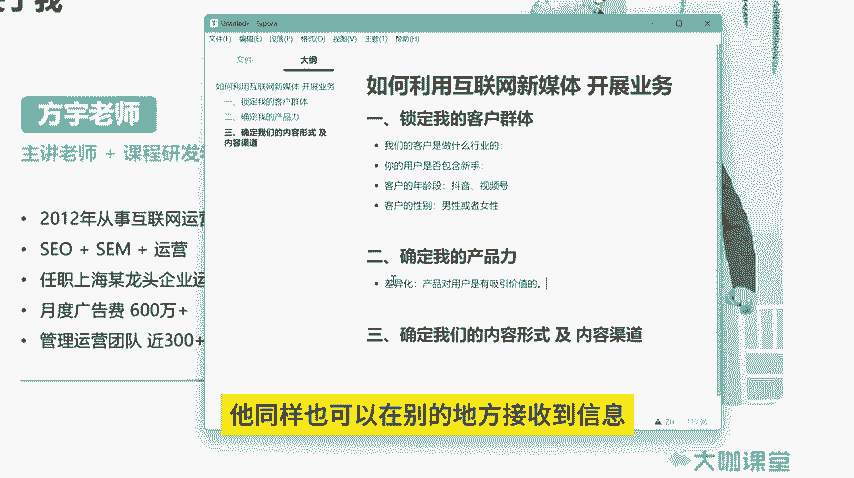 方宇老师
主讲老师 + 课程研发
• 2012年从事互联网运营
• SEO + SEM + 运营
• 任职上海某龙头企业运
• 月度广告费 600万+
• 管理运营团队 近300+
文件(F) 编辑(E) 段落(P) 格式(O) 视图(V) 主题(T) 帮助(H)
文件 大纲
如何利用互联网新媒体 开展业务
一、锁定我的客户群体
二、确定我的产品力
三、确定我们的内容形式 及
内容渠道
如何利用互联网新媒体 开展业务
一、锁定我的客户群体
• 我们的客户是做什么行业的:
• 你的用户是否包含新手:
• 客户的年龄段：抖音、视频号
• 客户的性别：男性或者女性
二、确定我的产品力
• 差异化：产品对用户是有吸引价值的。
三、确定我们的内容形式 及 内容渠道
他同样也可以在别的地方接收到信息
大咖课堂